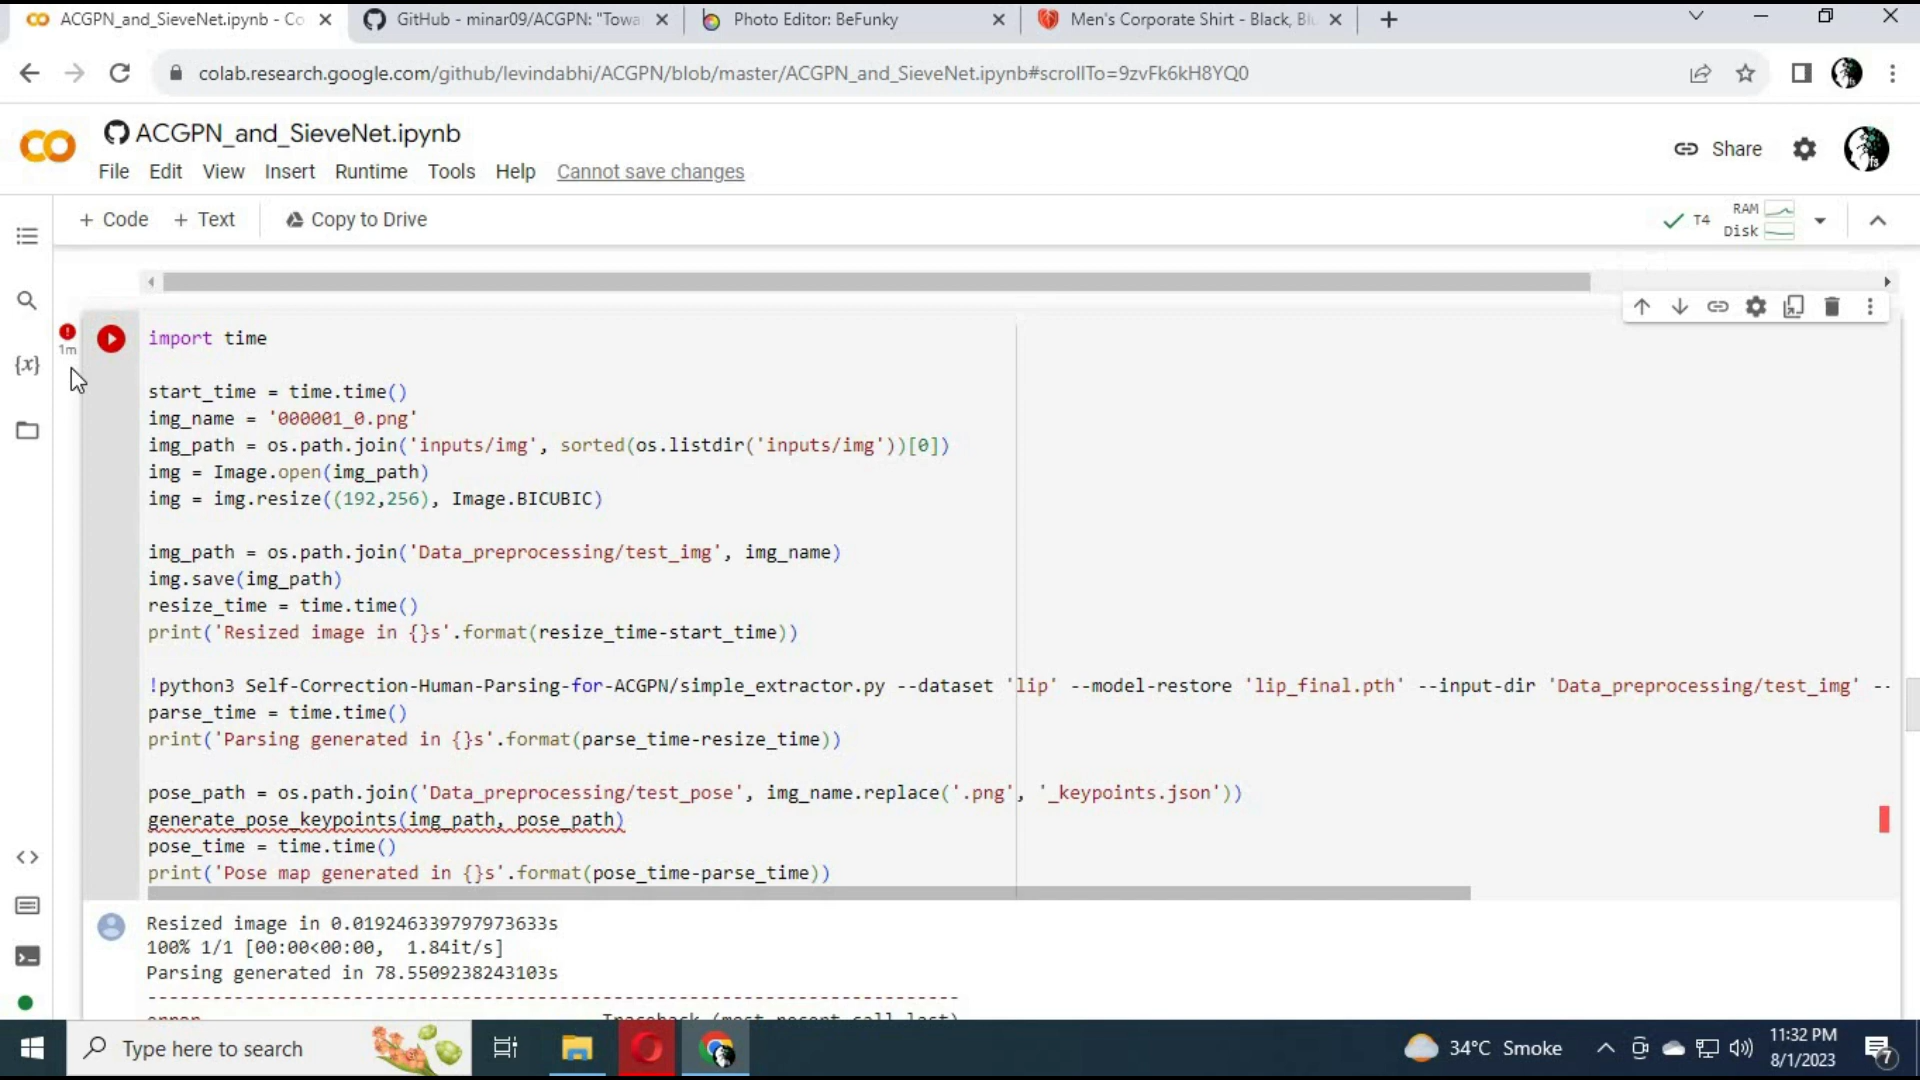 ACGPN_and_SieveNet.ipynb - Co
GitHub - minar09/ACGPN: "Towa
Photo Editor: BeFunky
Men's Corporate Shirt - Black, Blu
colab.research.google.com/github/levindabhi/ACGPN/blob/master/ACGPN_and_SieveNet.ipynb#scrollTo=9zvFk6kH8YQ0
ACGPN_and_SieveNet.ipynb
File Edit View Insert Runtime Tools Help Cannot save changes
Share
+ Code + Text Copy to Drive
T4 RAM
Disk
1m
{x}
import time
start_time = time.time()
img_name = '000001_0.png'
img_path = os.path.join('inputs/img', sorted(os.listdir('inputs/img'))[0])
img = Image.open(img_path)
img = img.resize((192,256), Image.BICUBIC)
img_path = os.path.join('Data_preprocessing/test_img', img_name)
img.save(img_path)
resize_time = time.time()
print('Resized image in {}s'.format(resize_time-start_time))
!python3 Self-Correction-Human-Parsing-for-ACGPN/simple_extractor.py --dataset 'lip' --model-restore 'lip_final.pth' --input-dir 'Data_preprocessing/test_img' --
parse_time = time.time()
print('Parsing generated in {}s'.format(parse_time-resize_time))
pose_path = os.path.join('Data_preprocessing/test_pose', img_name.replace('.png', '_keypoints.json'))
generate_pose_keypoints(img_path, pose_path)
pose_time = time.time()
print('Pose map generated in {}s'.format(pose_time-parse_time))
Resized image in 0.019246339797973633s
100% 1/1 [00:00<00:00, 1.84it/s]
Parsing generated in 78.5509238243103s
---------------------------------------------------------------------------
error Traceback (most recent call last)
Type here to search
34°C Smoke
11:32 PM
8/1/2023
7